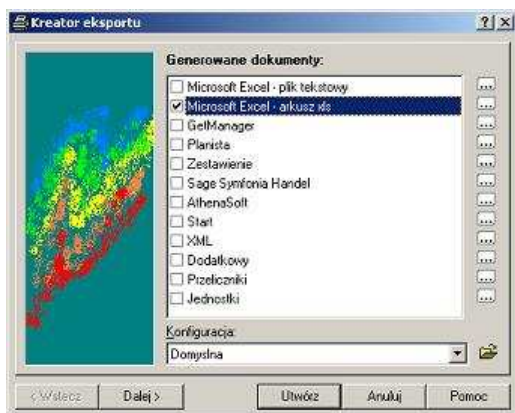 Kreator eksportu
Generowane dokumenty:
Microsoft Excel - plik tekstowy
Microsoft Excel - arkusz xls
GetManager
Planista
Zestawienie
Sage Symfonia Handel
AthenaSoft
Start
XML
Dodatkowy
Przeliczniki
Jednostki
Konfiguracja:
Domyslna
< Wstecz Dalej > Utwórz Anuluj Pomoc